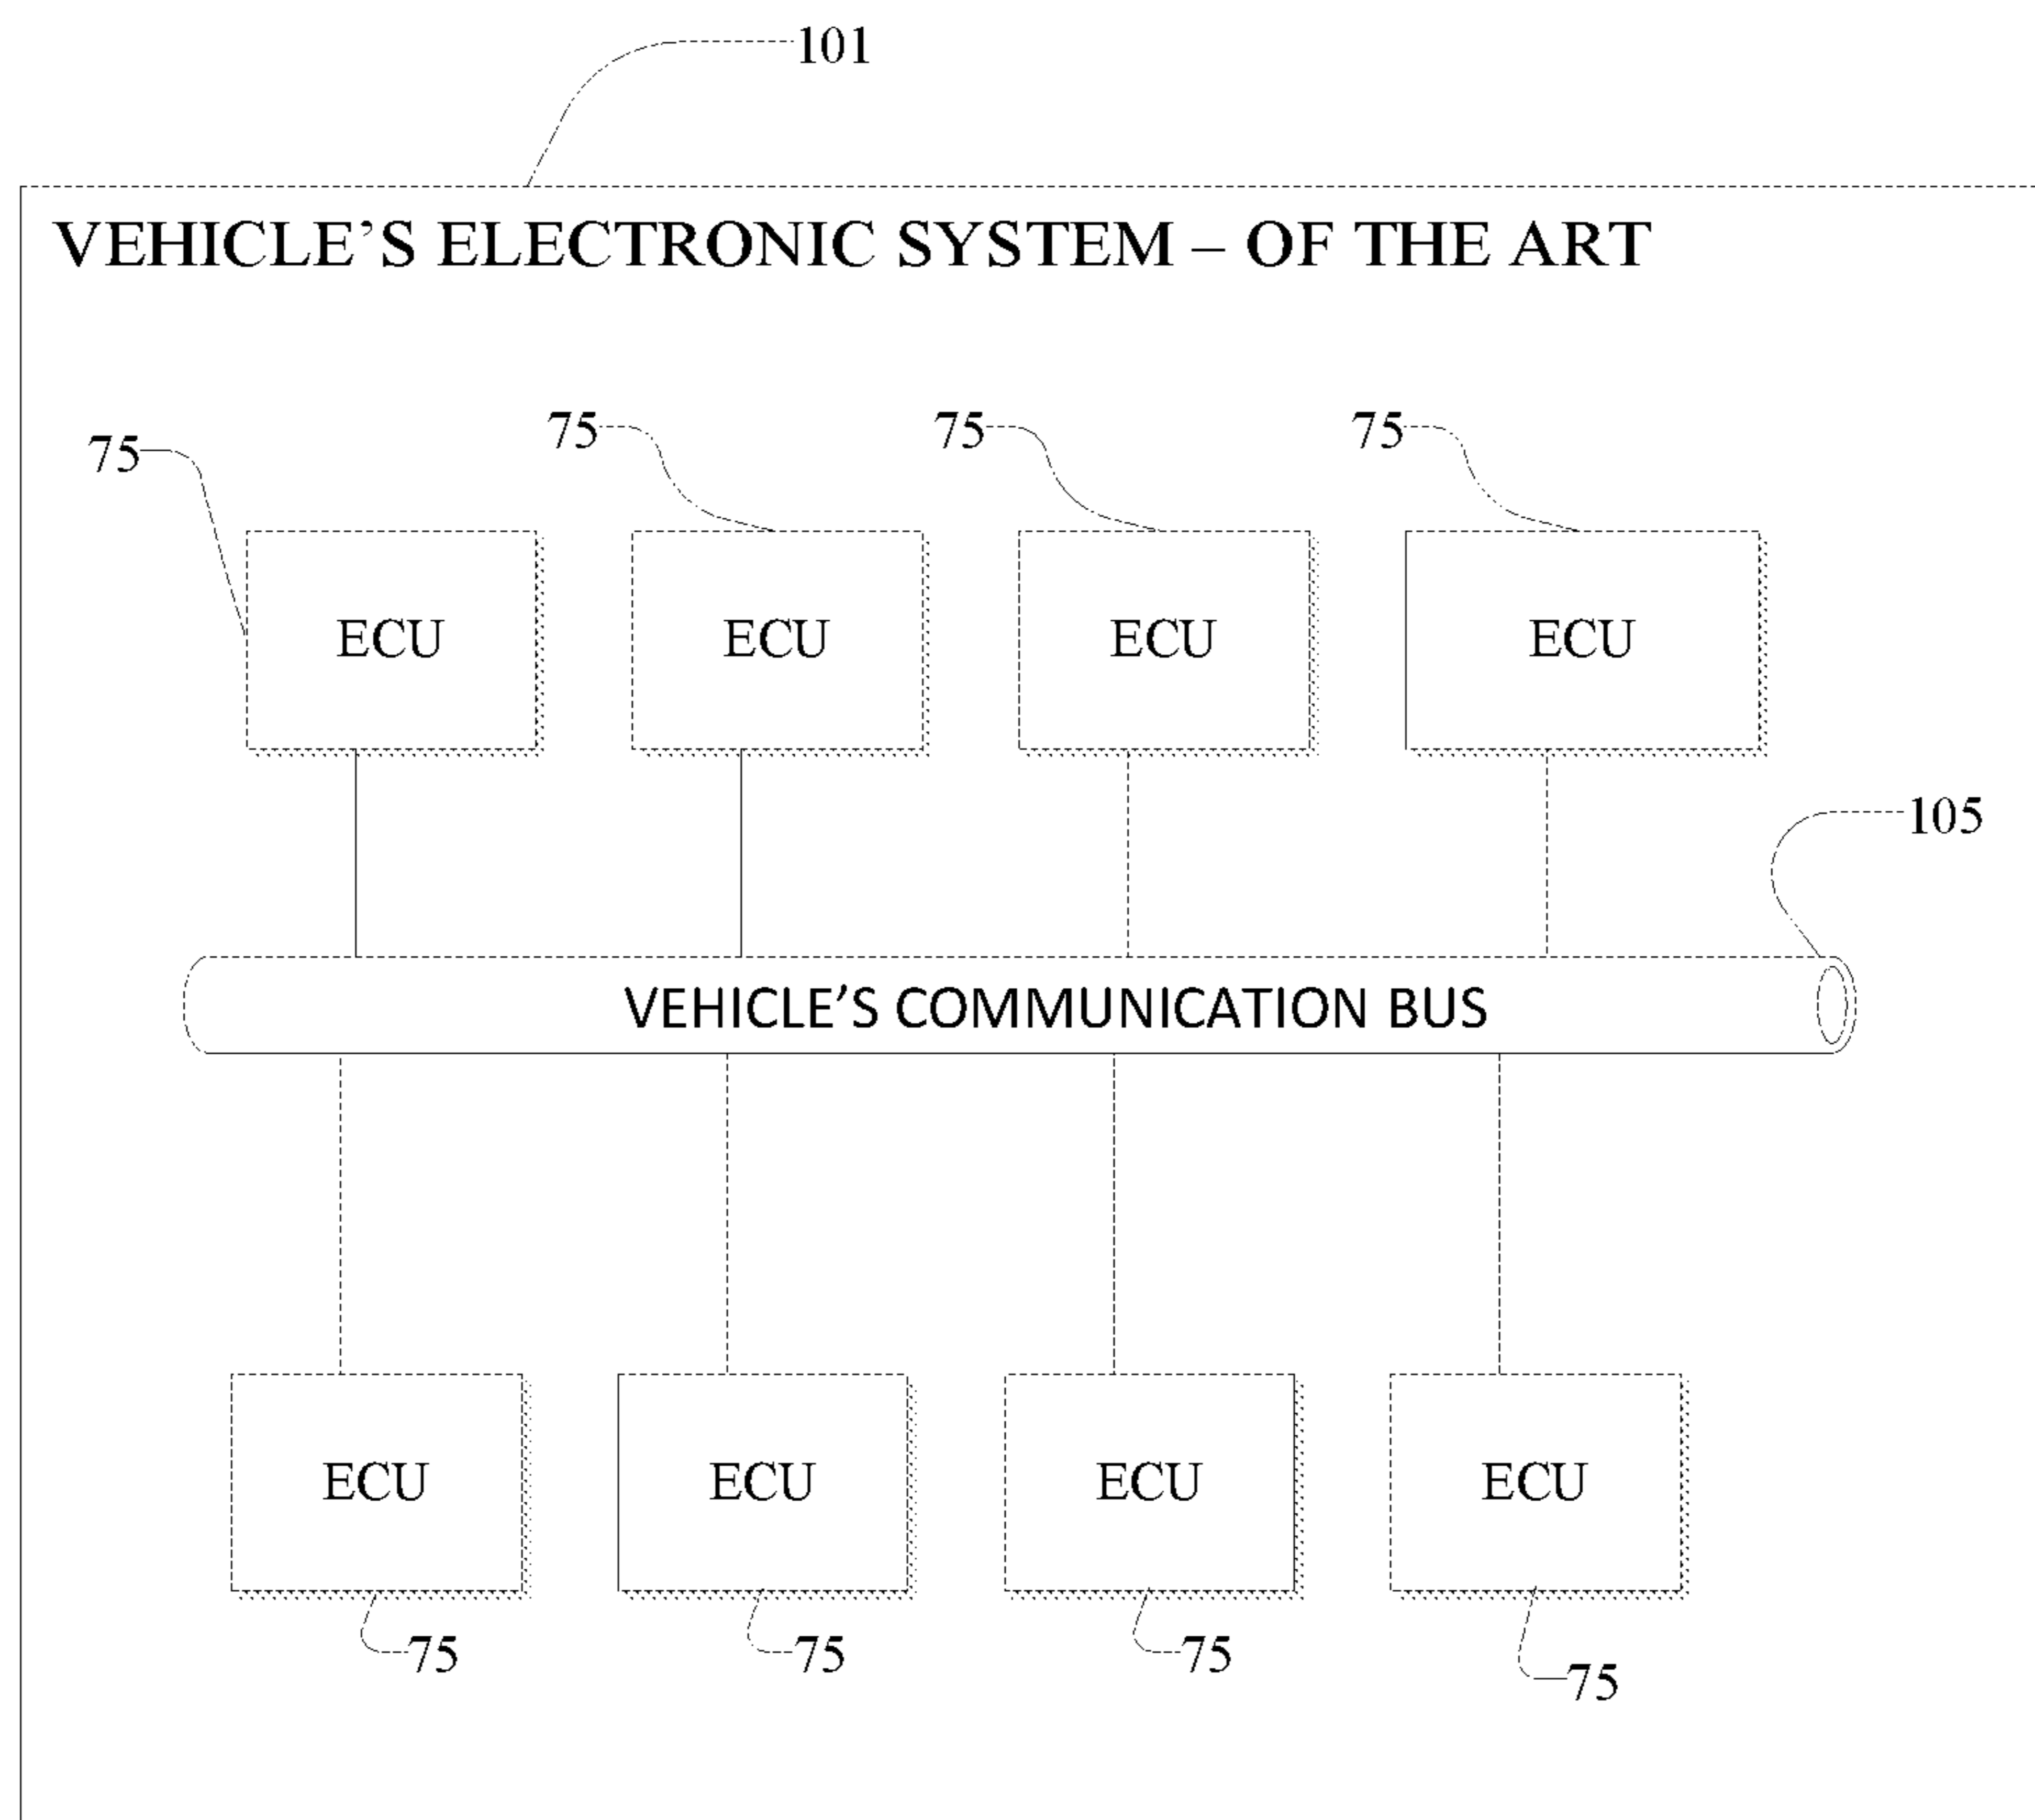 101
VEHICLE’S ELECTRONIC SYSTEM – OF THE ART
75
75
75
75
ECU
ECU
ECU
ECU
105
VEHICLE’S COMMUNICATION BUS
ECU
ECU
ECU
ECU
75
75
75
75